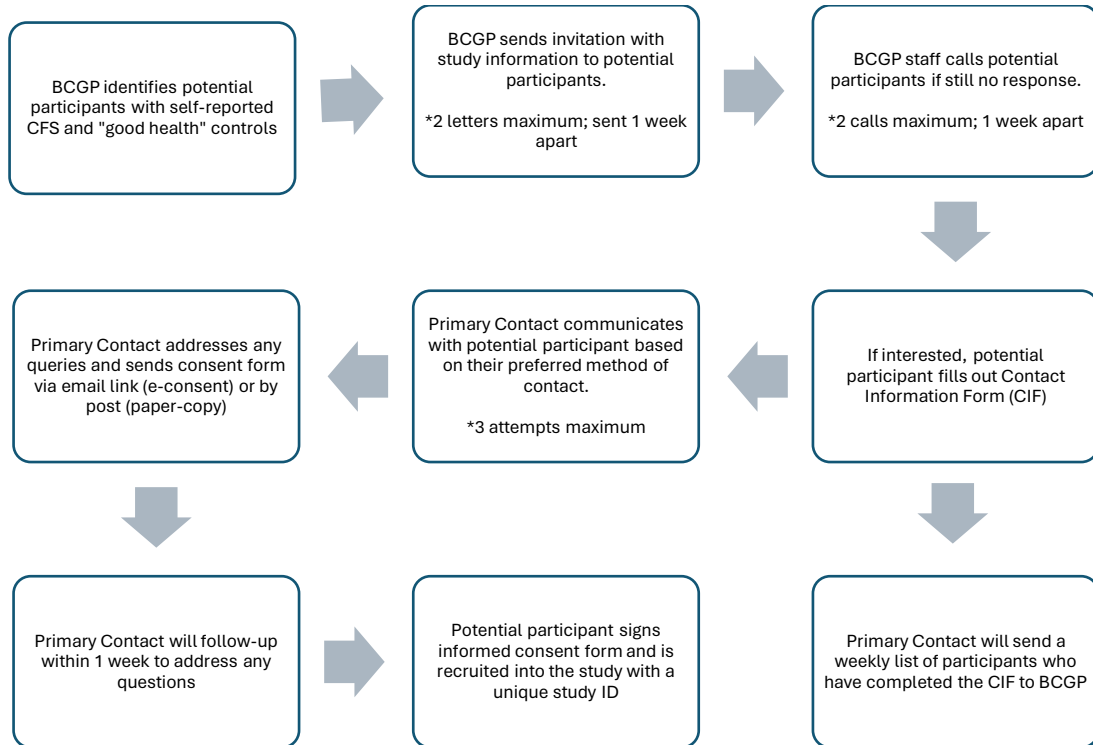 BCGP identifies potential
participants with self-reported
CFS and "good health" controls
BCGP sends invitation with
study information to potential
participants.
*2 letters maximum; sent 1 week
apart
BCGP staff calls potential
participants if still no response.
*2 calls maximum; 1 week apart
If interested, potential
participant fills out Contact
Information Form (CIF)
Primary Contact communicates
with potential participant based
on their preferred method of
contact.
*3 attempts maximum
Primary Contact addresses any
queries and sends consent form
via email link (e-consent) or by
post (paper-copy)
Primary Contact will follow-up
within 1 week to address any
questions
Potential participant signs
informed consent form and is
recruited into the study with a
unique study ID
Primary Contact will send a
weekly list of participants who
have completed the CIF to BCGP